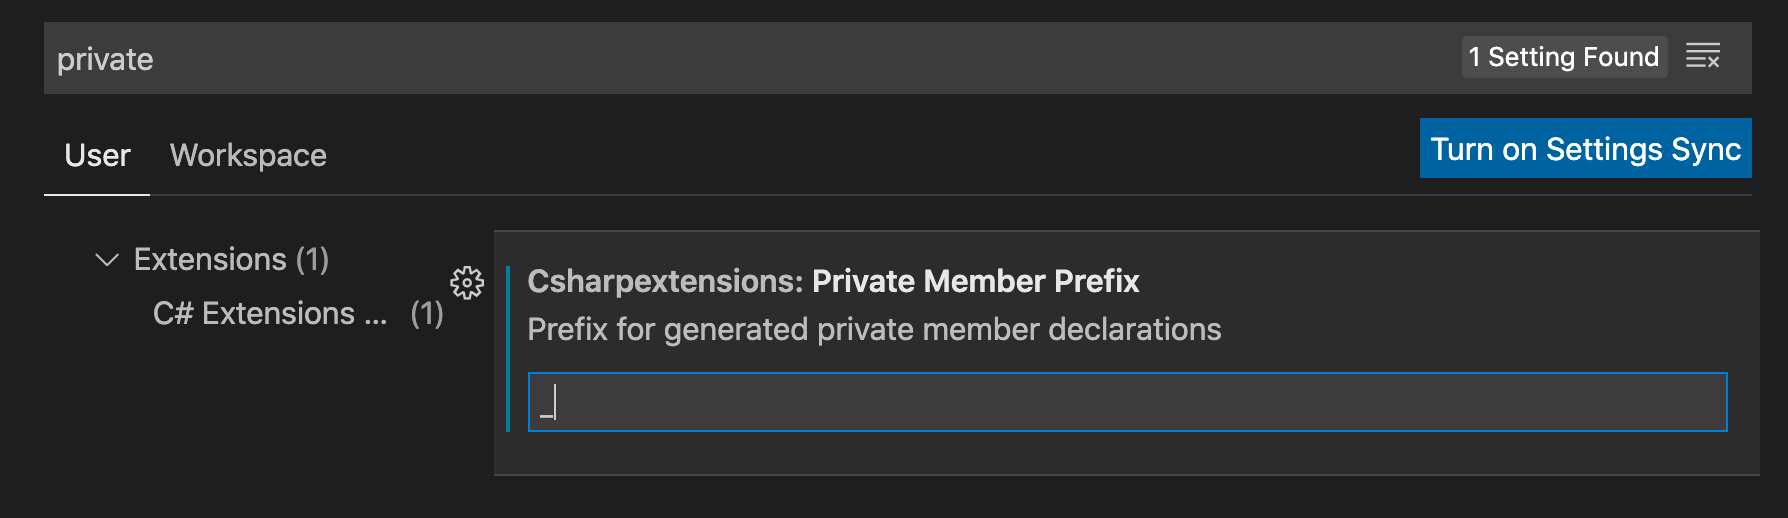 private
1 Setting Found
User Workspace
Turn on Settings Sync
Extensions (1)
C# Extensions ... (1)
Csharpextensions: Private Member Prefix
Prefix for generated private member declarations
_